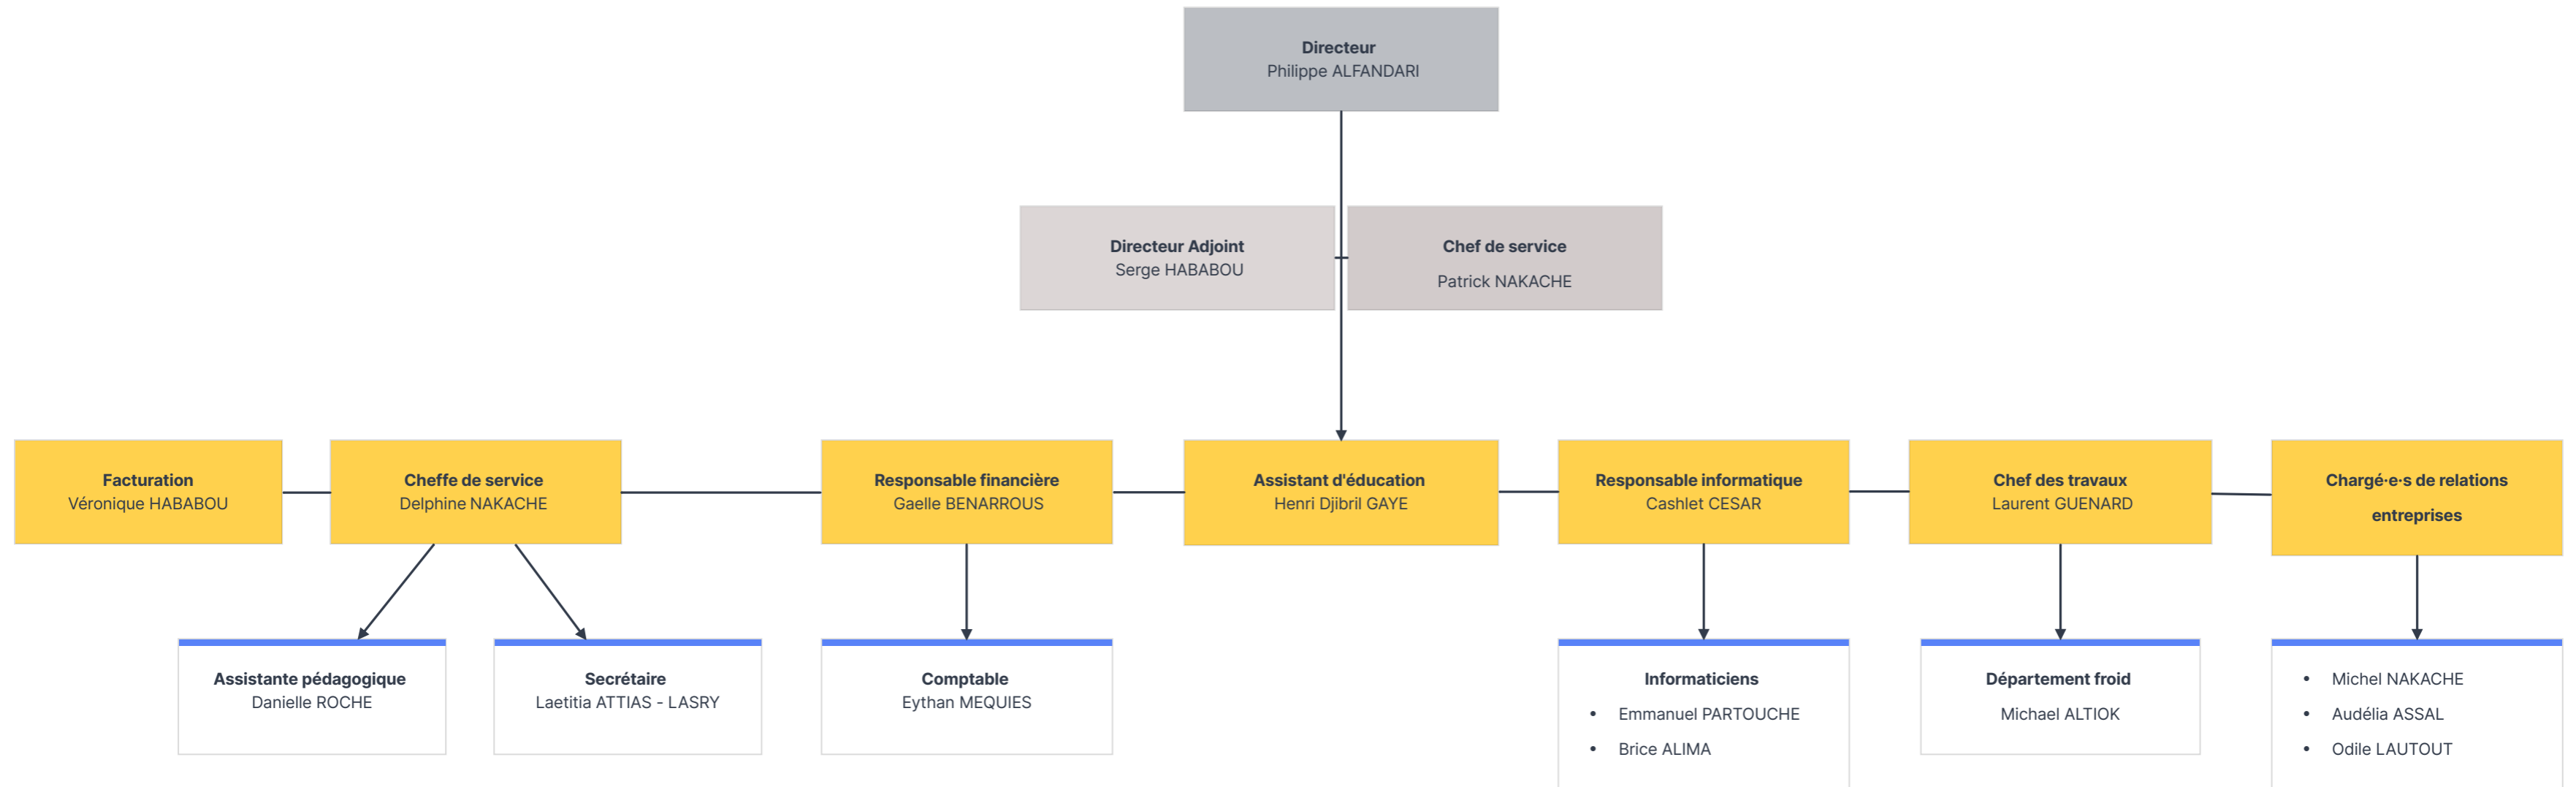 Directeur
Philippe ALFANDARI
Directeur Adjoint
Serge HABABOU
Chef de service
Patrick NAKACHE
Facturation
Véronique HABABOU
Cheffe de service
Delphine NAKACHE
Responsable financière
Gaelle BENARROUS
Assistant d'éducation
Henri Djibril GAYE
Responsable informatique
Cashlet CESAR
Chef des travaux
Laurent GUENARD
Chargé·e·s de relations
entreprises
Assistante pédagogique
Danielle ROCHE
Secrétaire
Laetitia ATTIAS - LASRY
Comptable
Eythan MEQUIES
Informaticiens
• Emmanuel PARTOUCHE
• Brice ALIMA
Département froid
Michael ALTIOK
• Michel NAKACHE
• Audélia ASSAL
• Odile LAUTOUT